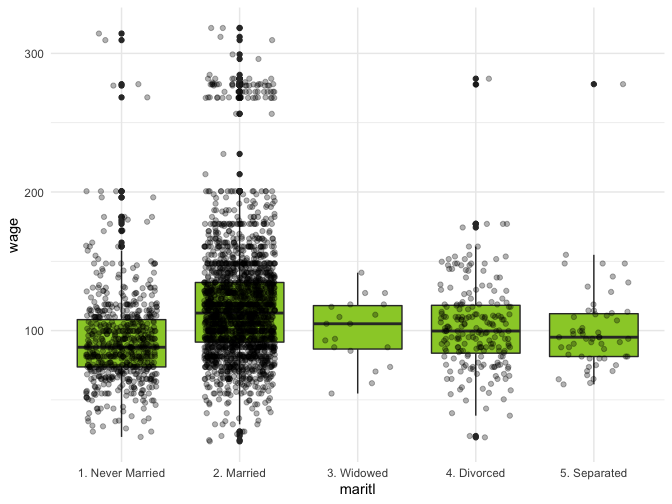 300
200
100
wage
1. Never Married 2. Married 3. Widowed 4. Divorced 5. Separated
maritl